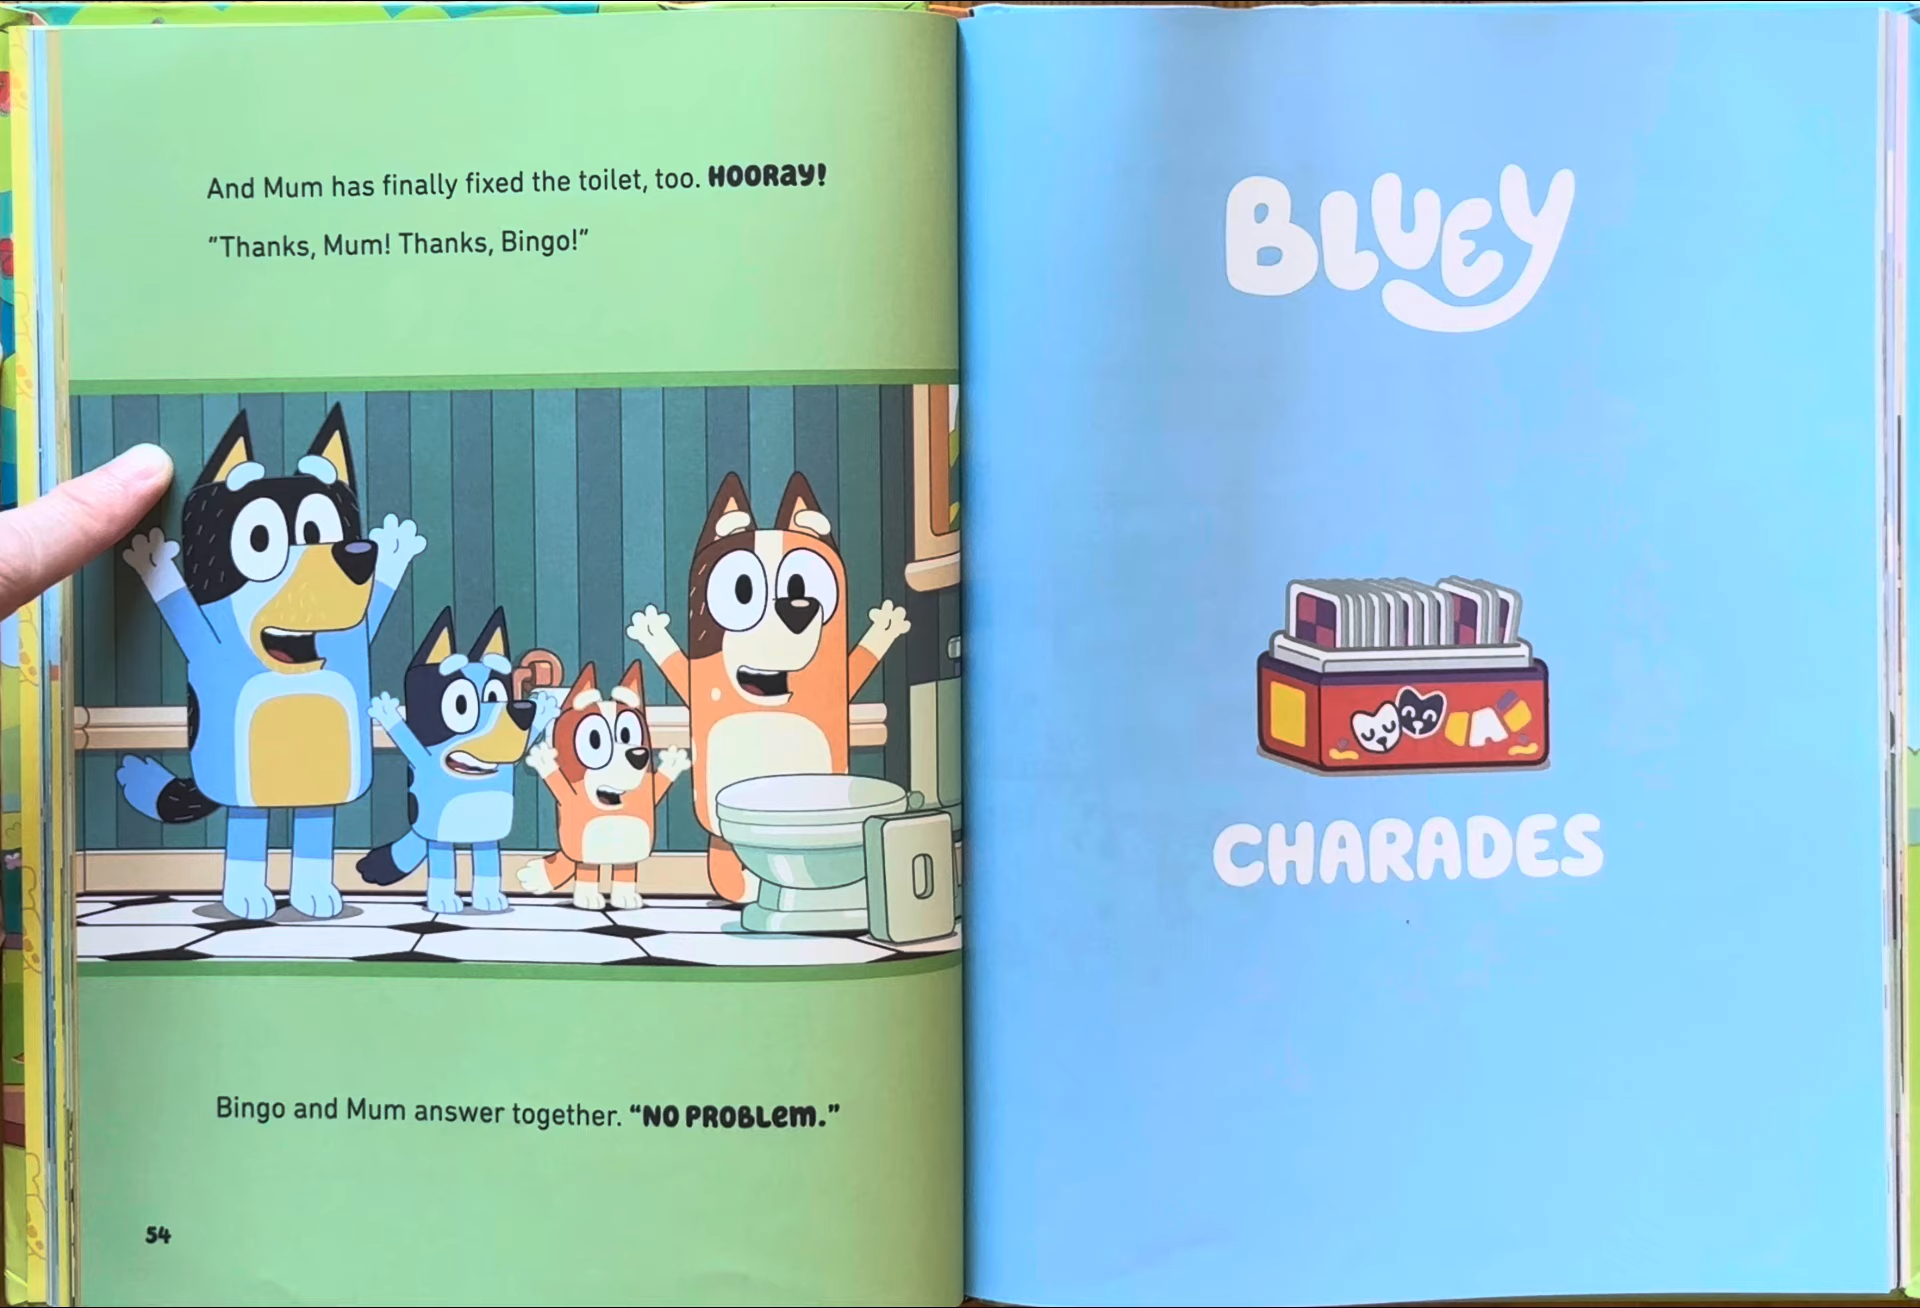 And Mum has finally fixed the toilet, too. HOORay!
“Thanks, Mum! Thanks, Bingo!”
Bingo and Mum answer together. “NO PROBLem.”
54
BLUEY
CHARADES